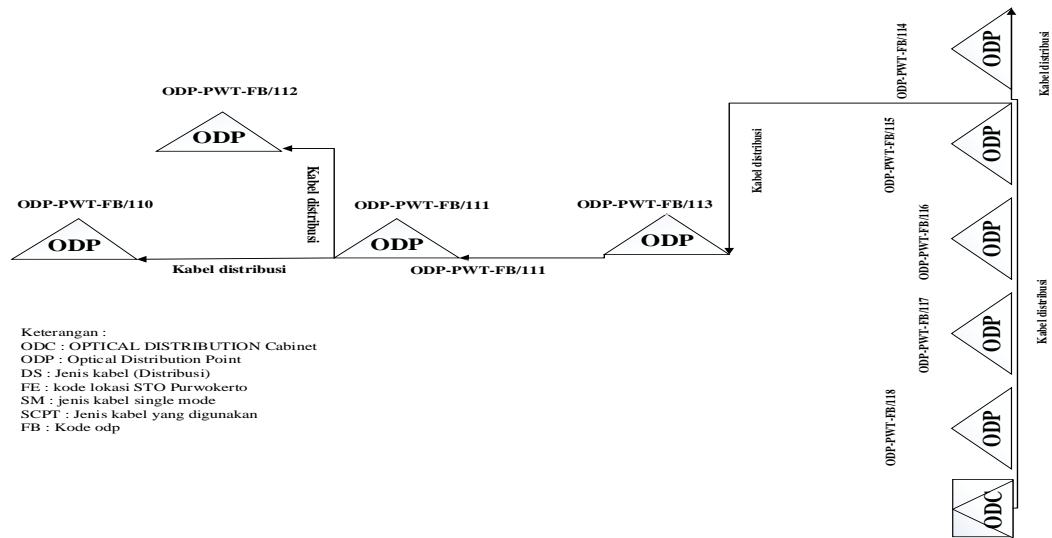 ODP-PWT-FB/112
ODP
Kabel distribusi
ODP-PWT-FB/110
ODP
Kabel distribusi
ODP-PWT-FB/111
ODP
ODP-PWT-FB/111
ODP-PWT-FB/113
ODP
Kabel distribusi
ODP-PWT-FB/114
ODP
Kabel distribusi
ODP-PWT-FB/115
ODP
ODP-PWT-FB/116
ODP
Kabel distribusi
ODP-PWT-FB/117
ODP
ODP-PWT-FB/118
ODP
ODC
Keterangan :
ODC : OPTICAL DISTRIBUTION Cabinet
ODP : Optical Distribution Point
DS : Jenis kabel (Distribusi)
FE : kode lokasi STO Purwokerto
SM : jenis kabel single mode
SCPT : Jenis kabel yang digunakan
FB : Kode odp